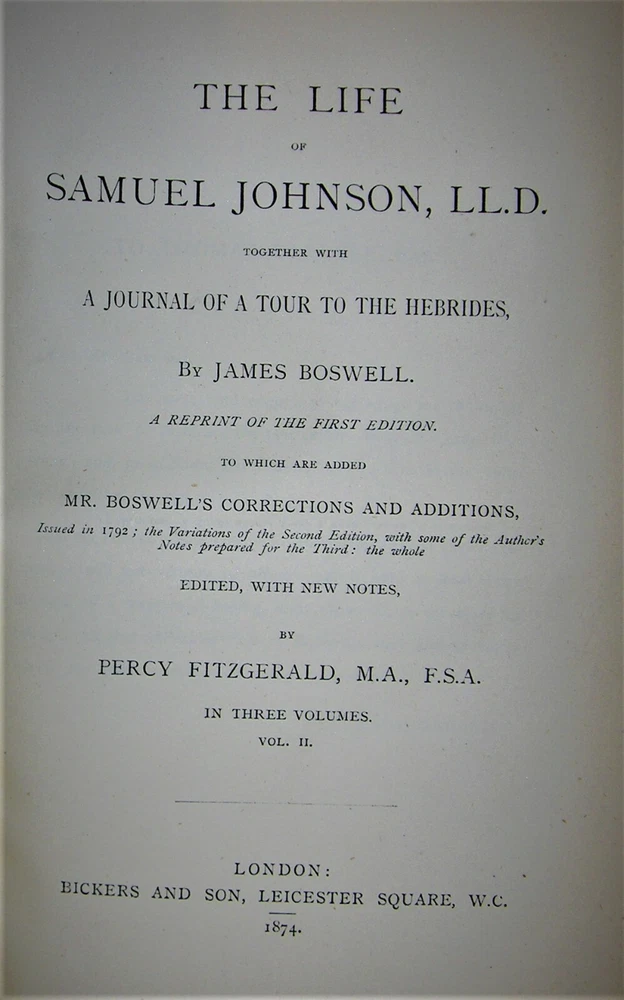 THE LIFE
OF
SAMUEL JOHNSON, LL.D.
TOGETHER WITH
A JOURNAL OF A TOUR TO THE HEBRIDES,
BY JAMES BOSWELL.
A REPRINT OF THE FIRST EDITION.
TO WHICH ARE ADDED
MR. BOSWELL'S CORRECTIONS AND ADDITIONS,
Issued in 1792; the Variations of the Second Edition, with some of the Author's
Notes prepared for the Third: the whole
EDITED, WITH NEW NOTES,
BY
PERCY FITZGERALD, M.A., F.S.A.
IN THREE VOLUMES.
VOL. II.
LONDON:
BICKERS AND SON, LEICESTER SQUARE, W.C.
1874.